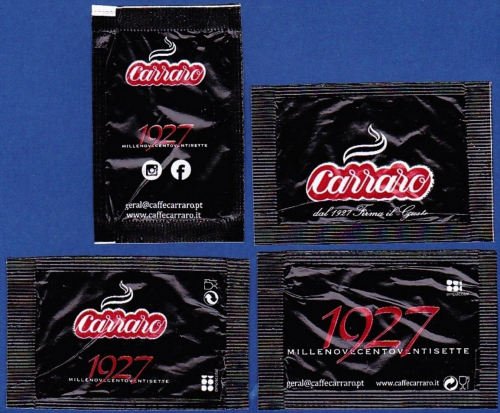 Carraro
1927
MILLENOVECENTOVENTISETTE
geral@caffecarraro.pt
www.caffecarraro.it
Carraro
dal 1927 Firma il Gusto
Carraro
1927
MILLENOVECENTOVENTISETTE
1927
MILLENOVECENTOVENTISETTE
geral@caffecarraro.pt www.caffecarraro.it